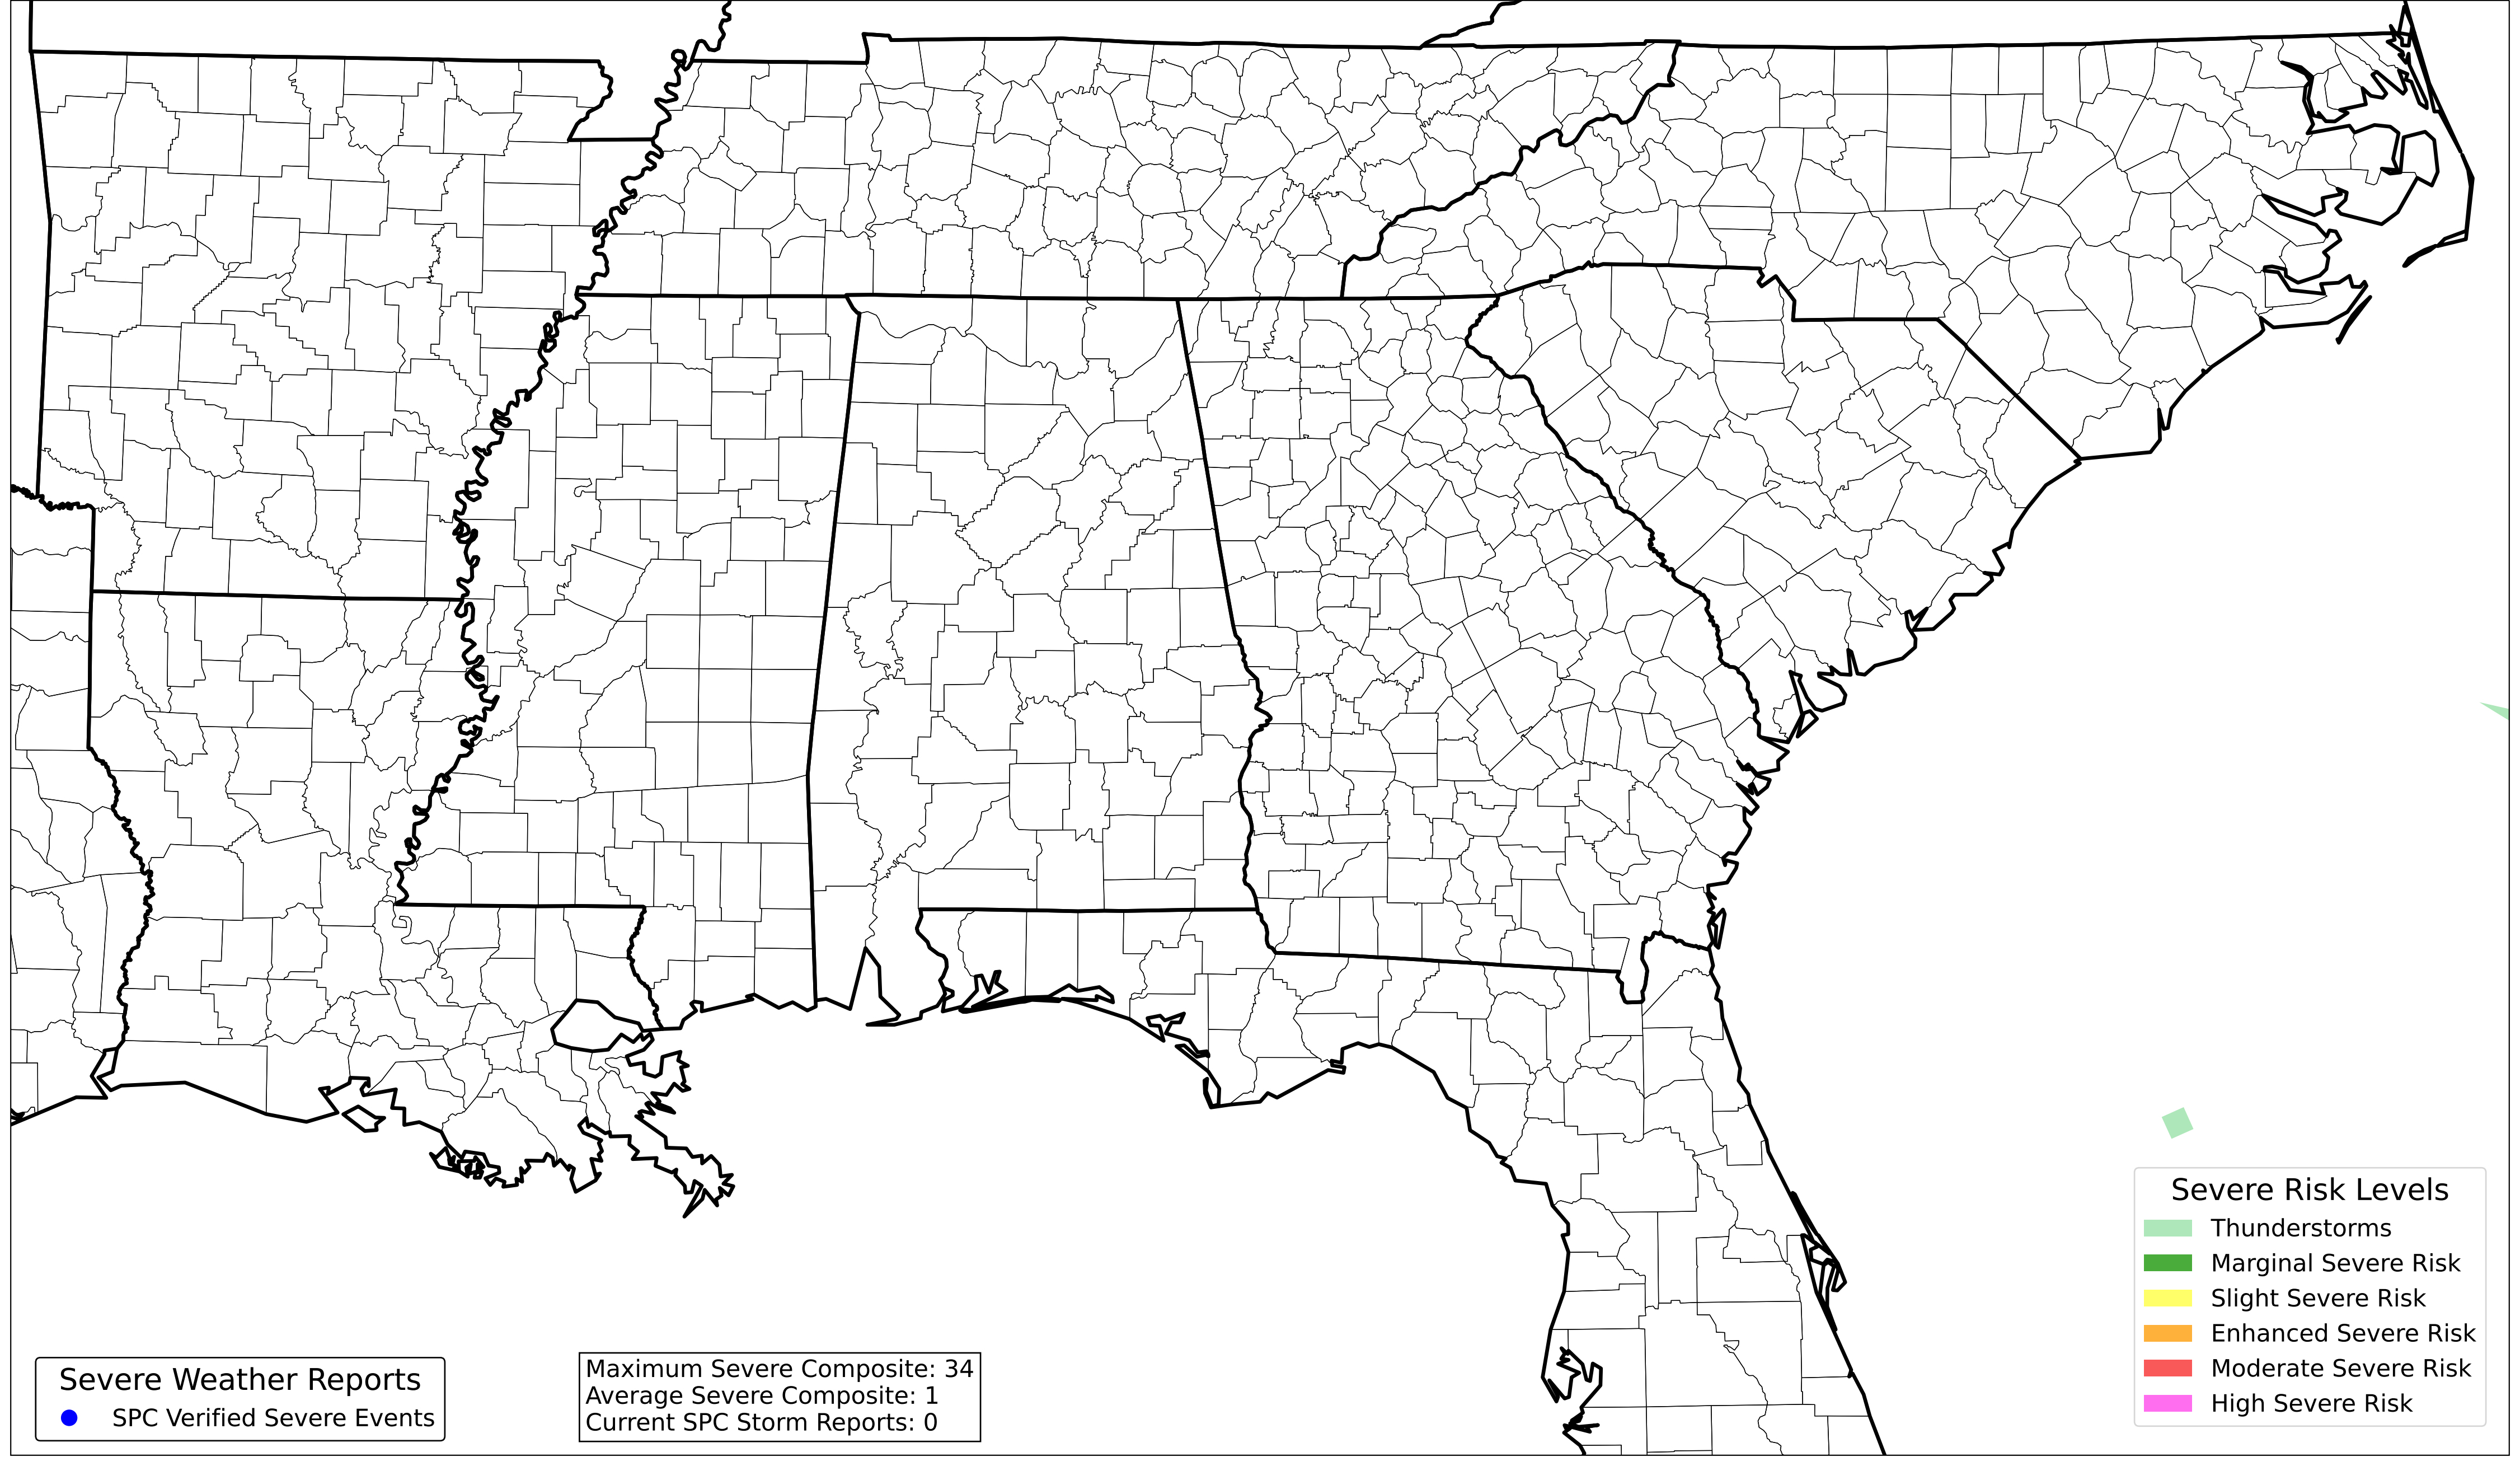 Severe Weather Reports
SPC Verified Severe Events
Maximum Severe Composite: 34
Average Severe Composite: 1
Current SPC Storm Reports: 0
Severe Risk Levels
Thunderstorms
Marginal Severe Risk
Slight Severe Risk
Enhanced Severe Risk
Moderate Severe Risk
High Severe Risk